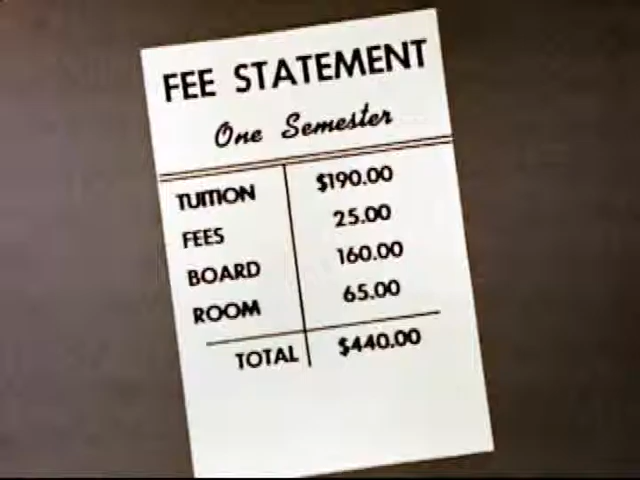 FEE STATEMENT
One Semester
TUITION $190.00
FEES 25.00
BOARD 160.00
ROOM 65.00
TOTAL $440.00